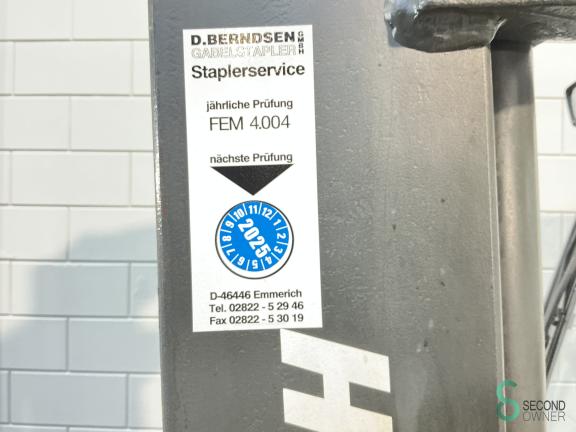 D.BERNDSEN GMBH
GABELSTAPLER
Staplerservice
jährliche Prüfung
FEM 4.004
nächste Prüfung
1 2 3 4 5 6 7 8 9 10 11 12
2025
D-46446 Emmerich
Tel. 02822 - 5 29 46
Fax 02822 - 5 30 19
H
SECOND
OWNER